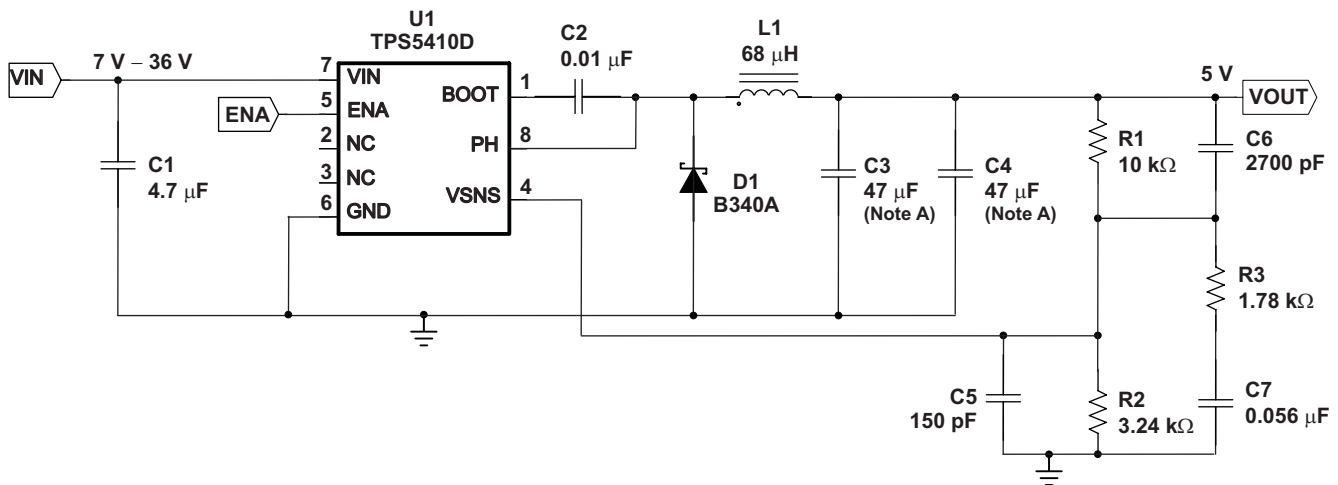 U1
TPS5410D
C2
0.01 μF
L1
68 μH
VIN
7 V – 36 V
7
VIN
BOOT
1
5 V
VOUT
ENA
5
ENA
2
NC
PH
8
3
NC
VSNS
4
6
GND
C1
4.7 μF
D1
B340A
C3
47 μF
(Note A)
C4
47 μF
(Note A)
R1
10 kΩ
C6
2700 pF
R3
1.78 kΩ
C5
150 pF
R2
3.24 kΩ
C7
0.056 μF